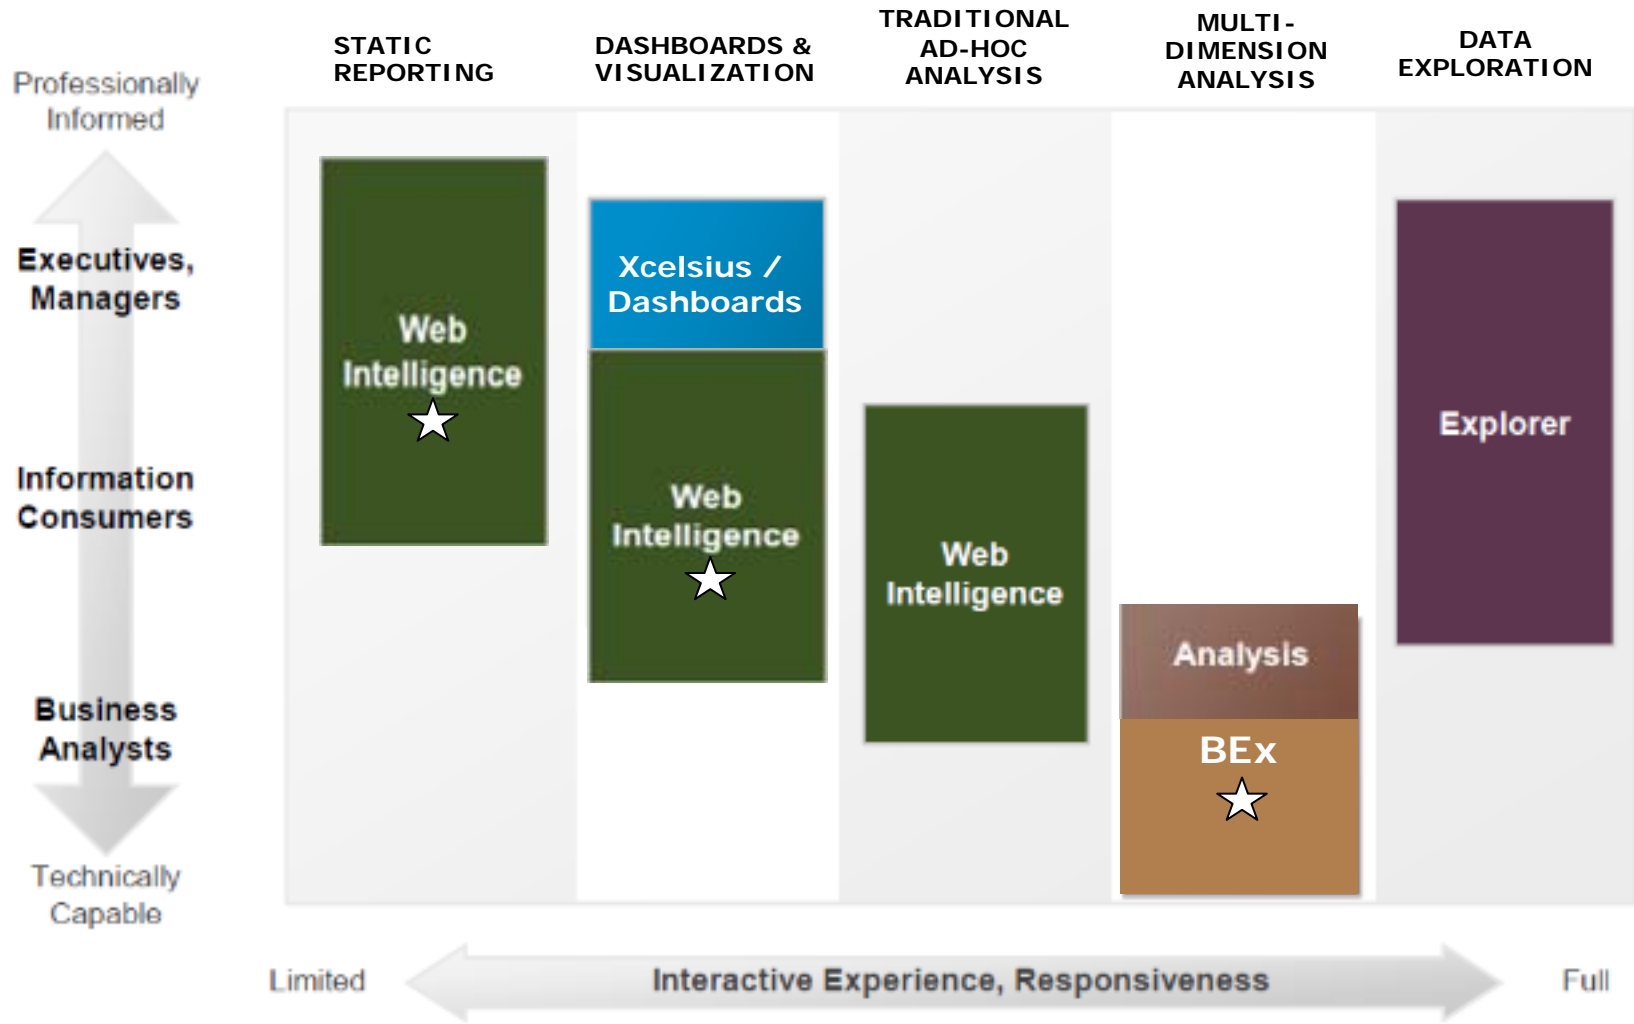 STATIC
REPORTING
DASHBOARDS &
VISUALIZATION
TRADITIONAL
AD-HOC
ANALYSIS
MULTI-
DIMENSION
ANALYSIS
DATA
EXPLORATION
Professionally
Informed
Executives,
Managers
Information
Consumers
Business
Analysts
Technically
Capable
Web
Intelligence
Xcelsius /
Dashboards
Web
Intelligence
Web
Intelligence
Analysis
BEx
Explorer
Limited
Interactive Experience, Responsiveness
Full